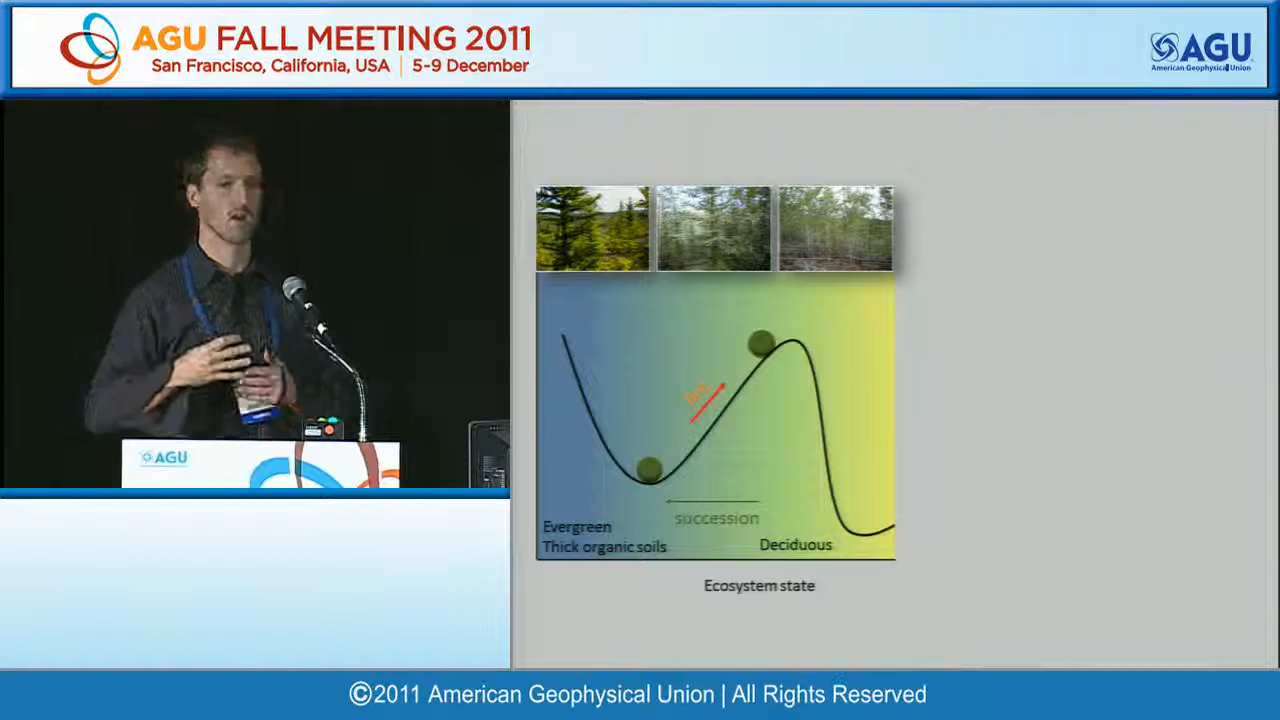 AGU FALL MEETING 2011
San Francisco, California, USA | 5-9 December
AGU
American Geophysical Union
AGU
fire
succession
Evergreen
Thick organic soils
Deciduous
Ecosystem state
©2011 American Geophysical Union | All Rights Reserved